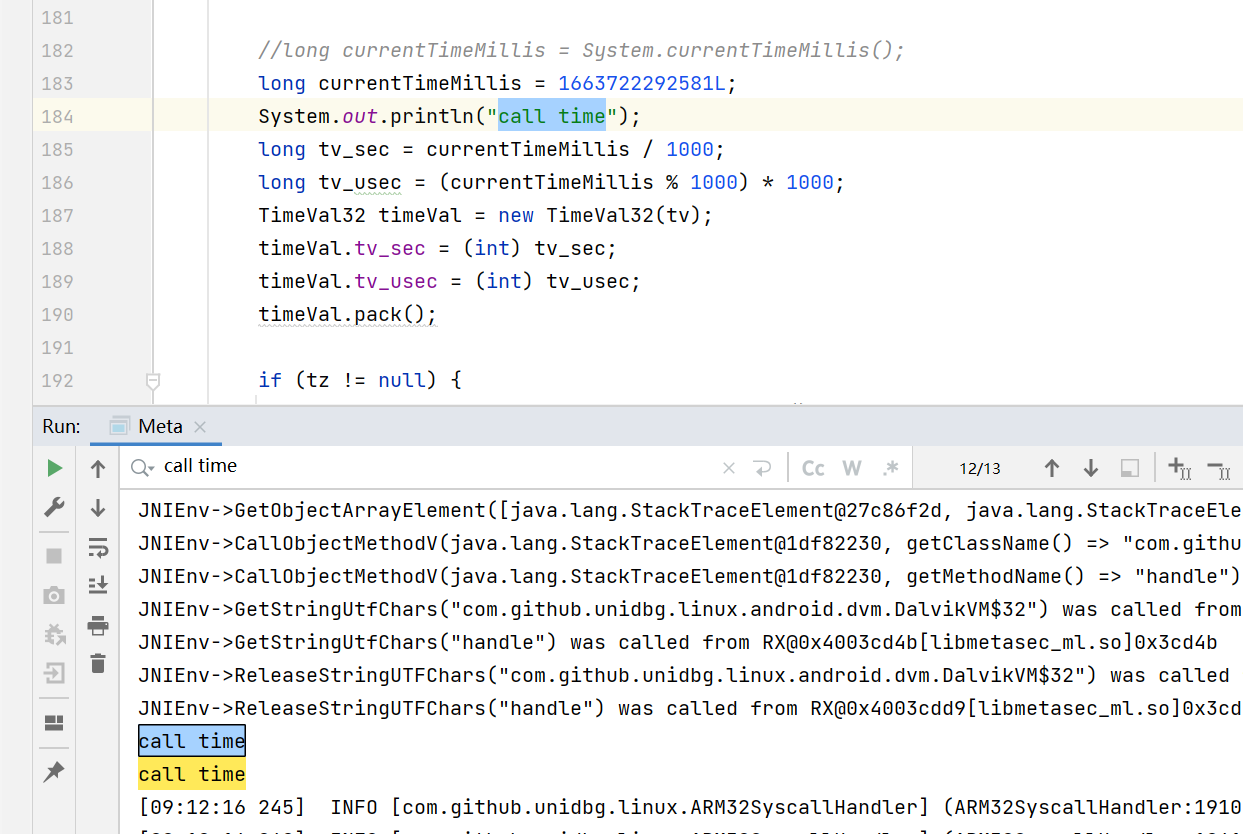 181
182 //long currentTimeMillis = System.currentTimeMillis();
183 long currentTimeMillis = 1663722292581L;
184 System.out.println("call time");
185 long tv_sec = currentTimeMillis / 1000;
186 long tv_usec = (currentTimeMillis % 1000) * 1000;
187 TimeVal32 timeVal = new TimeVal32(tv);
188 timeVal.tv_sec = (int) tv_sec;
189 timeVal.tv_usec = (int) tv_usec;
190 timeVal.pack();
191
192 if (tz != null) {
Run: Meta
call time Cc W .* 12/13
JNIEnv->GetObjectArrayElement([java.lang.StackTraceElement@27c86f2d, java.lang.StackTraceEle
JNIEnv->CallObjectMethodV(java.lang.StackTraceElement@1df82230, getClassName() => "com.githu
JNIEnv->CallObjectMethodV(java.lang.StackTraceElement@1df82230, getMethodName() => "handle")
JNIEnv->GetStringUtfChars("com.github.unidbg.linux.android.dvm.DalvikVM$32") was called from
JNIEnv->GetStringUtfChars("handle") was called from RX@0x4003cd4b[libmetasec_ml.so]0x3cd4b
JNIEnv->ReleaseStringUTFChars("com.github.unidbg.linux.android.dvm.DalvikVM$32") was called
JNIEnv->ReleaseStringUTFChars("handle") was called from RX@0x4003cdd9[libmetasec_ml.so]0x3cd
call time
call time
[09:12:16 245]  INFO [com.github.unidbg.linux.ARM32SyscallHandler] (ARM32SyscallHandler:1910